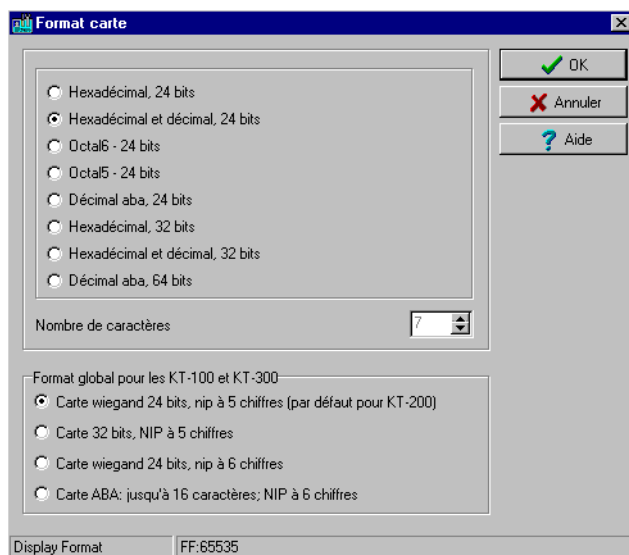 Format carte
Hexadécimal, 24 bits
Hexadécimal et décimal, 24 bits
Octal6 - 24 bits
Octal5 - 24 bits
Décimal aba, 24 bits
Hexadécimal, 32 bits
Hexadécimal et décimal, 32 bits
Décimal aba, 64 bits
Nombre de caractères 7
OK
Annuler
Aide
Format global pour les KT-100 et KT-300
Carte wiegand 24 bits, nip à 5 chiffres (par défaut pour KT-200)
Carte 32 bits, NIP à 5 chiffres
Carte wiegand 24 bits, nip à 6 chiffres
Carte ABA: jusqu'à 16 caractères; NIP à 6 chiffres
Display Format FF:65535